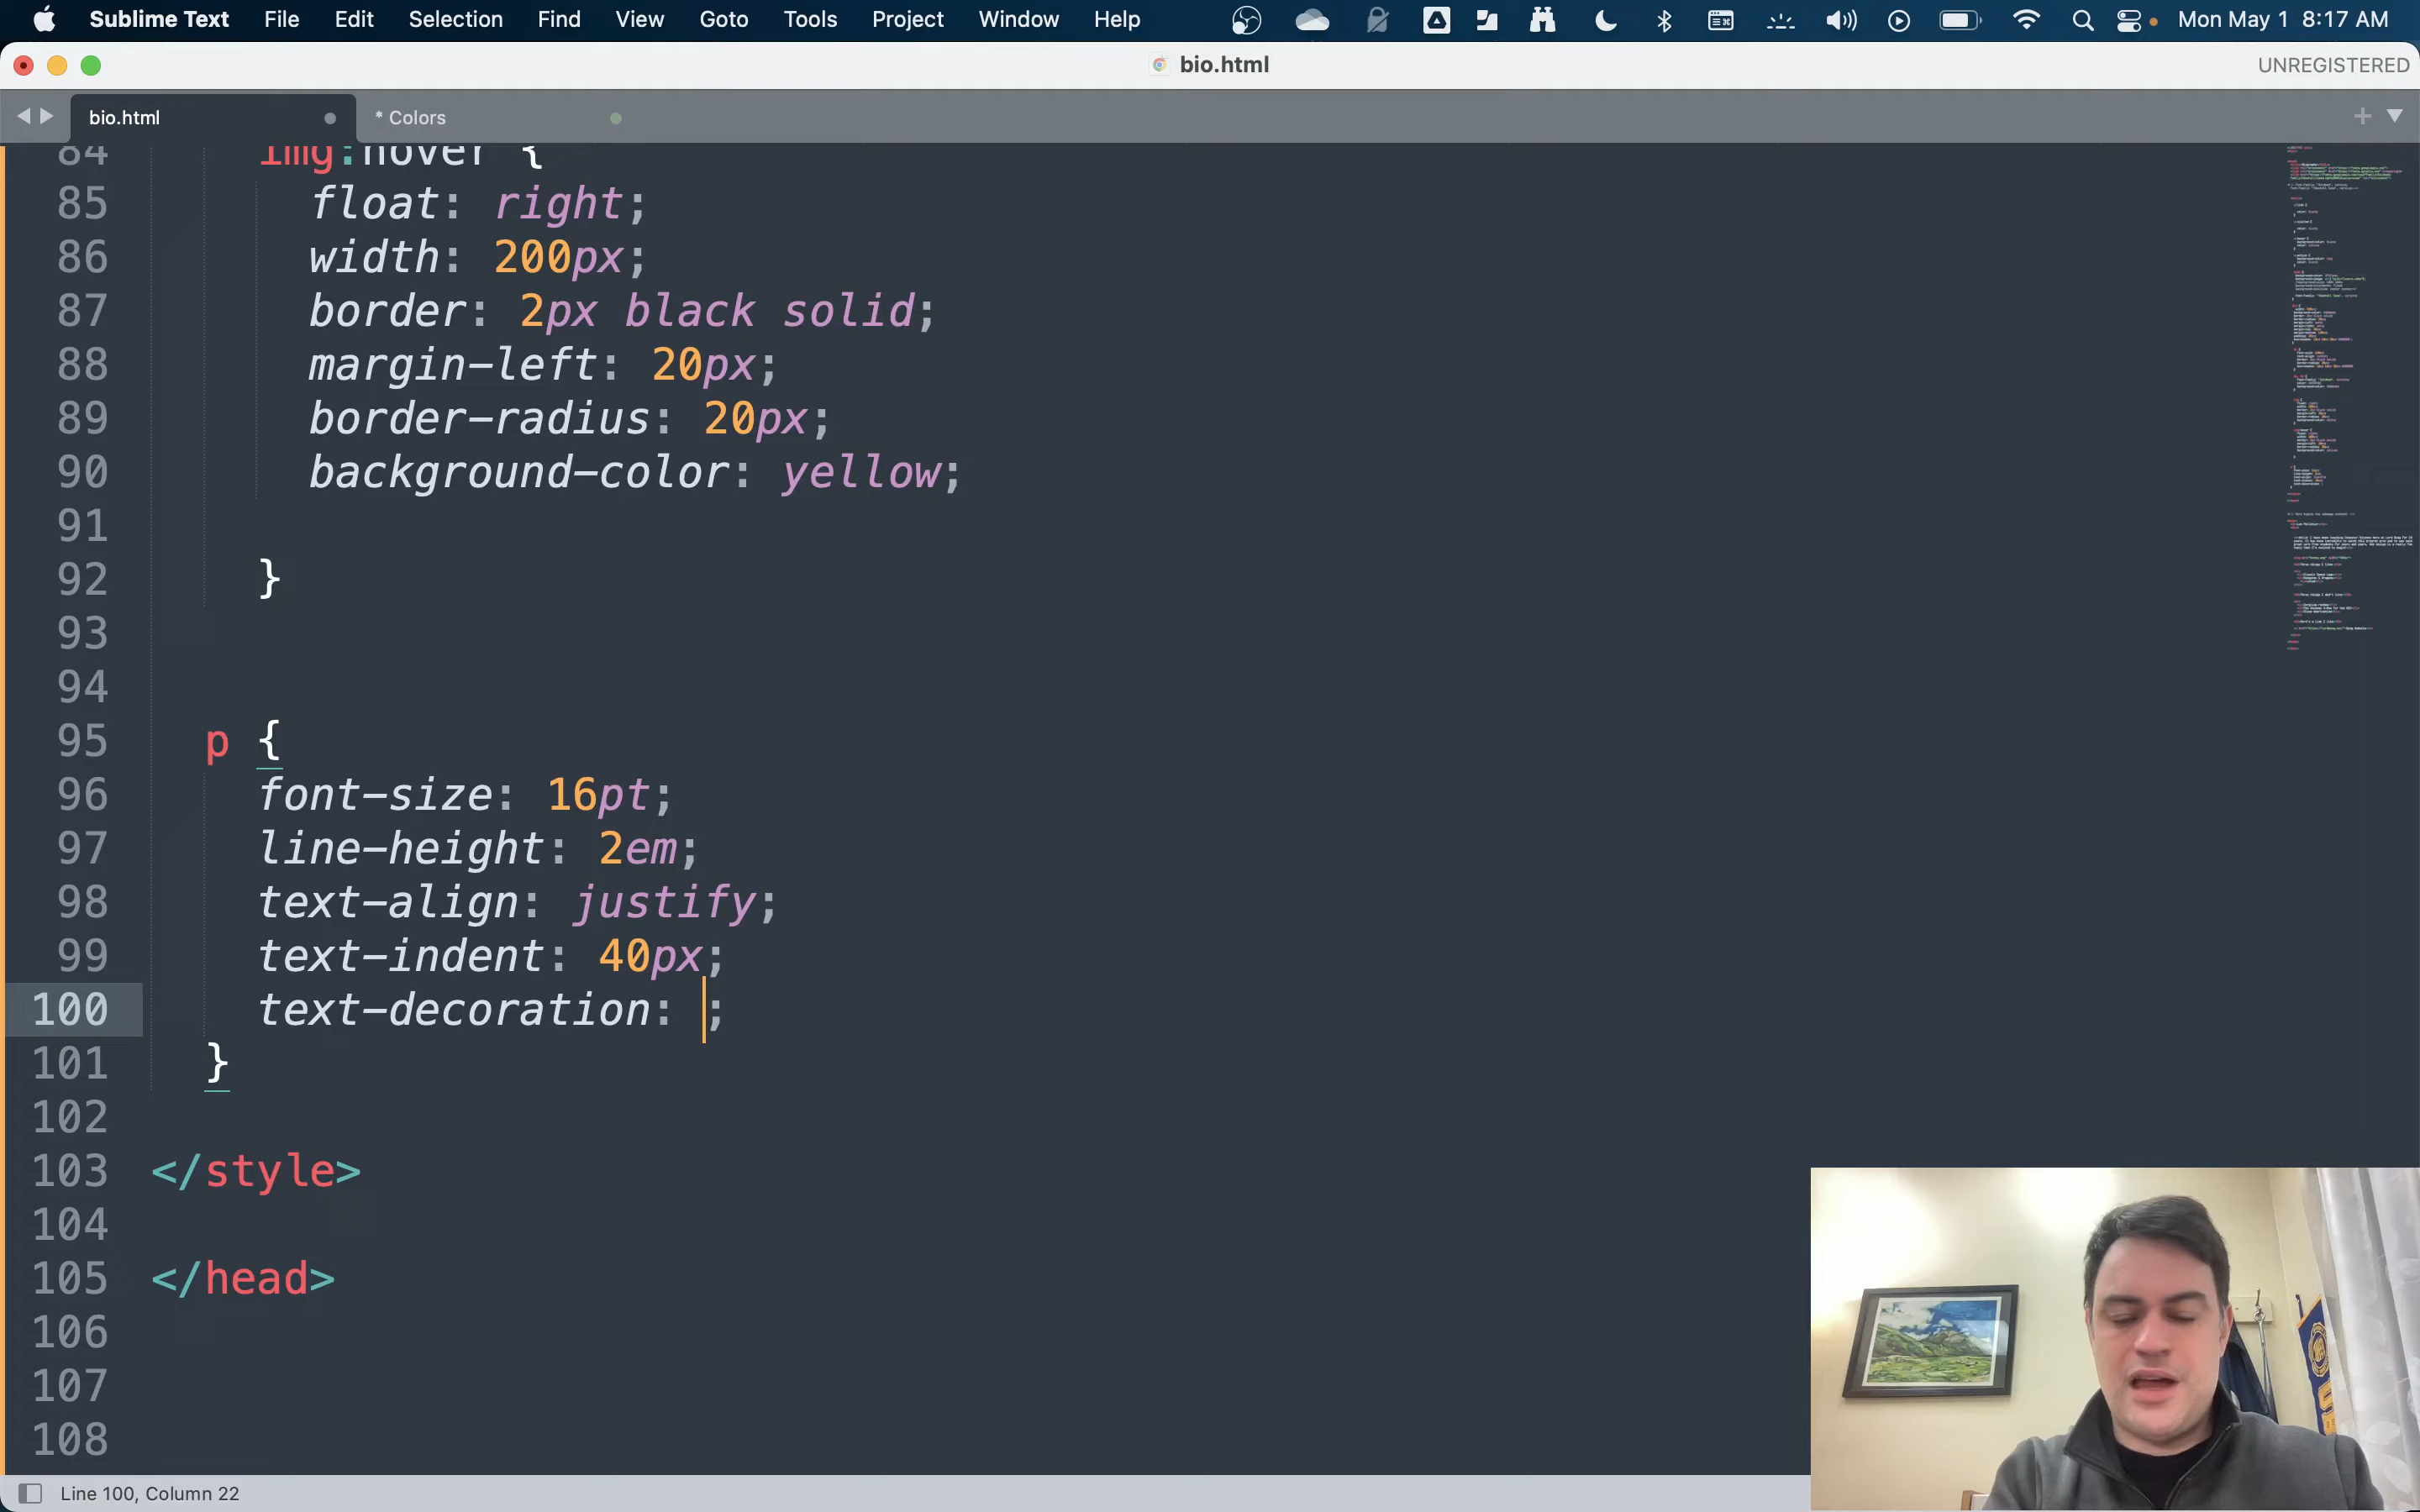 Sublime Text File Edit Selection Find View Goto Tools Project Window Help Mon May 1 8:17 AM
bio.html UNREGISTERED
bio.html * Colors
84 img:hover {
85 float: right;
86 width: 200px;
87 border: 2px black solid;
88 margin-left: 20px;
89 border-radius: 20px;
90 background-color: yellow;
91
92 }
93
94
95 p {
96 font-size: 16pt;
97 line-height: 2em;
98 text-align: justify;
99 text-indent: 40px;
100 text-decoration: ;
101 }
102
103 </style>
104
105 </head>
106
107
108
Line 100, Column 22